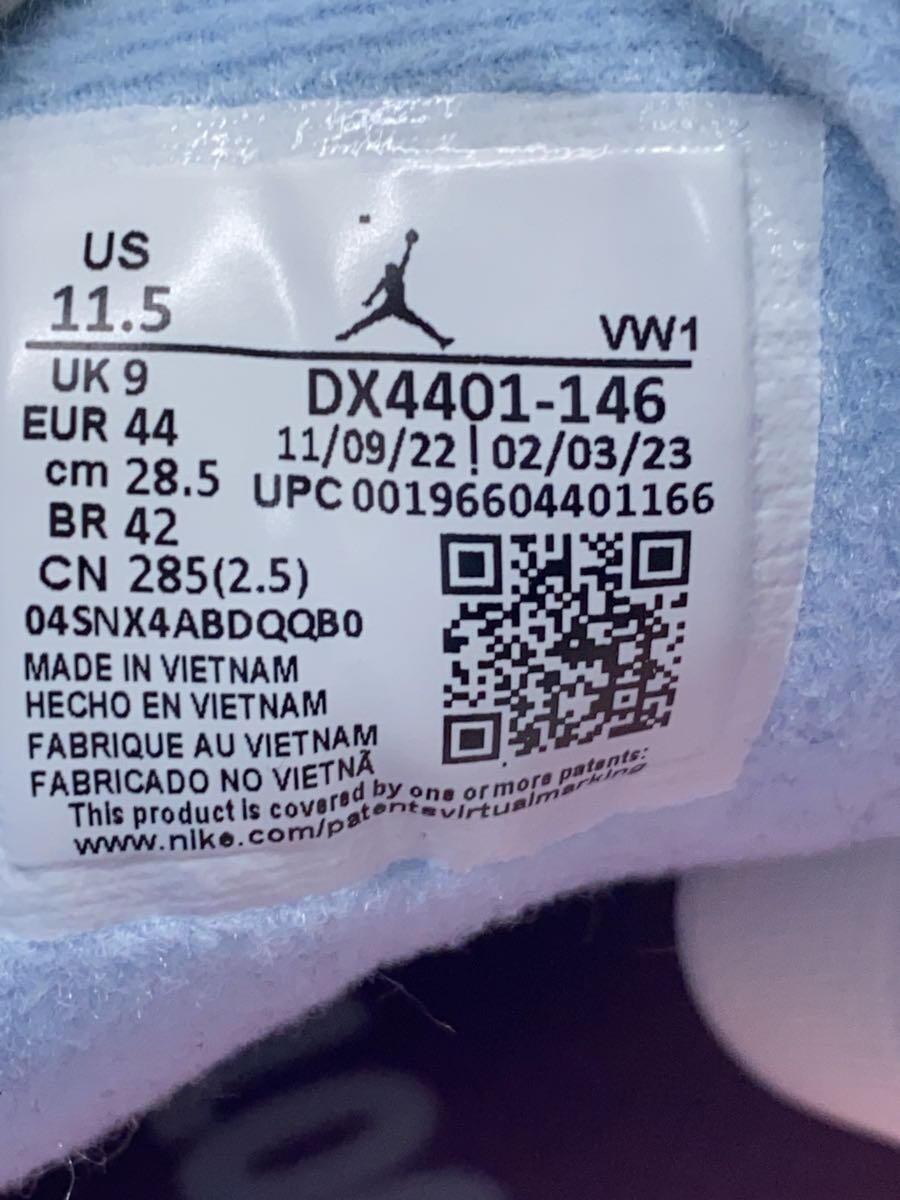 US
11.5
VW1
UK 9
DX4401-146
EUR 44
11/09/22 | 02/03/23
cm 28.5
UPC 001966604401166
BR 42
CN 285(2.5)
04SNX4ABDQQB0
MADE IN VIETNAM
HECHO EN VIETNAM
FABRIQUE AU VIETNAM
FABRICADO NO VIETNÃ
This product is covered by one or more patents:
www.nike.com/patentsvirtualmarking